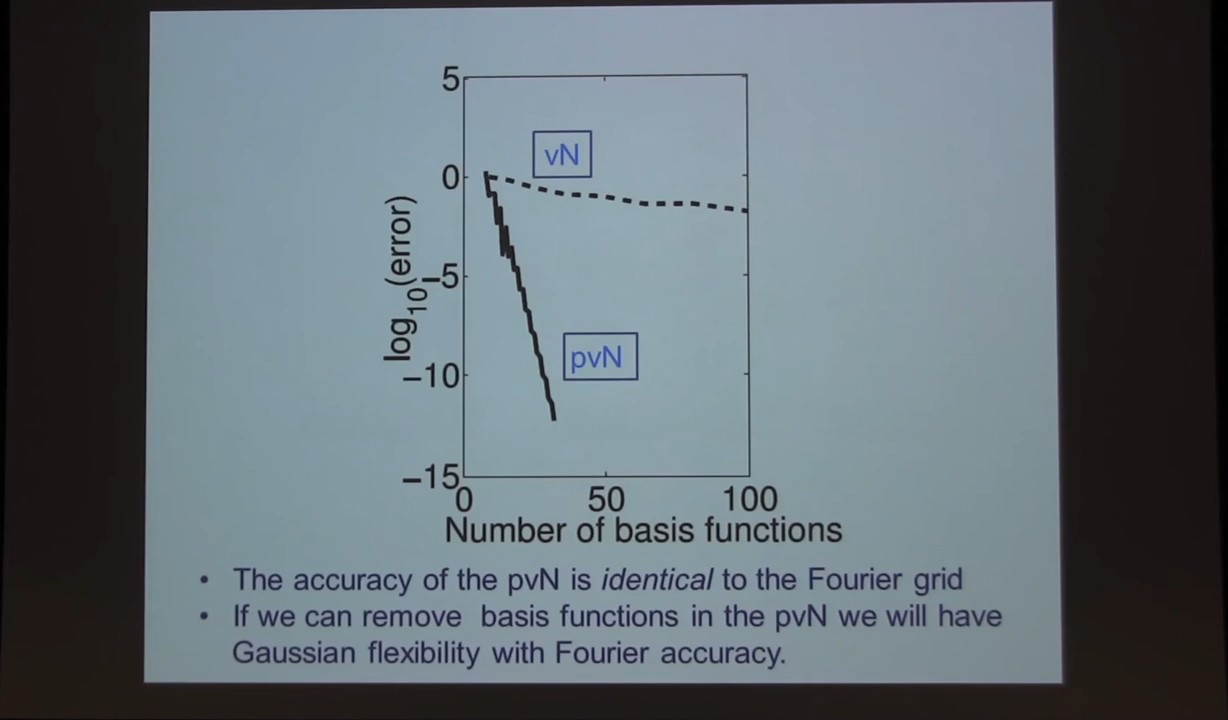 5
vN
0
log10(error)
−5
pvN
−10
−15
0 50 100
Number of basis functions
• The accuracy of the pvN is identical to the Fourier grid
• If we can remove basis functions in the pvN we will have
Gaussian flexibility with Fourier accuracy.